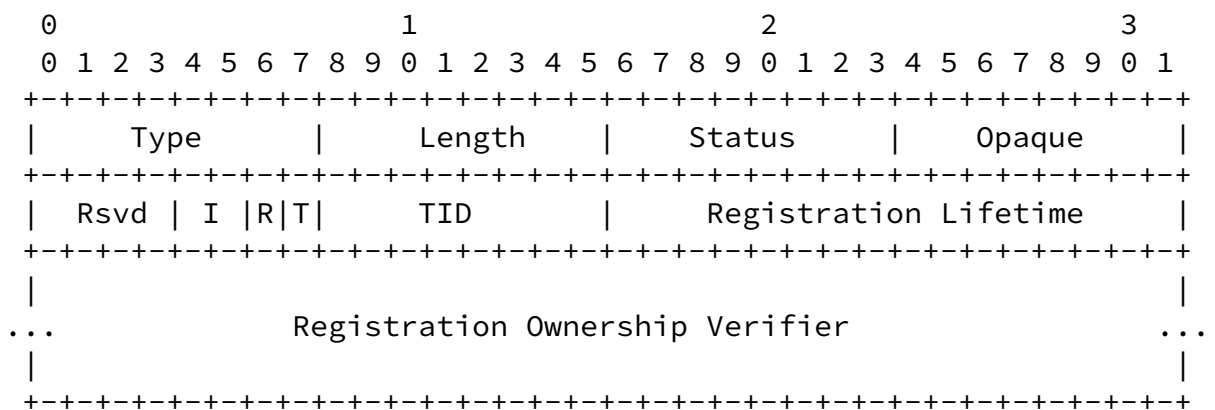 0                   1                   2                   3
 0 1 2 3 4 5 6 7 8 9 0 1 2 3 4 5 6 7 8 9 0 1 2 3 4 5 6 7 8 9 0 1
+-+-+-+-+-+-+-+-+-+-+-+-+-+-+-+-+-+-+-+-+-+-+-+-+-+-+-+-+-+-+-+-+
|     Type      |     Length    |    Status     |    Opaque     |
+-+-+-+-+-+-+-+-+-+-+-+-+-+-+-+-+-+-+-+-+-+-+-+-+-+-+-+-+-+-+-+-+
|  Rsvd | I |R|T|     TID       |     Registration Lifetime     |
+-+-+-+-+-+-+-+-+-+-+-+-+-+-+-+-+-+-+-+-+-+-+-+-+-+-+-+-+-+-+-+-+
|                                                               |
...              Registration Ownership Verifier                 ...
|                                                               |
+-+-+-+-+-+-+-+-+-+-+-+-+-+-+-+-+-+-+-+-+-+-+-+-+-+-+-+-+-+-+-+-+